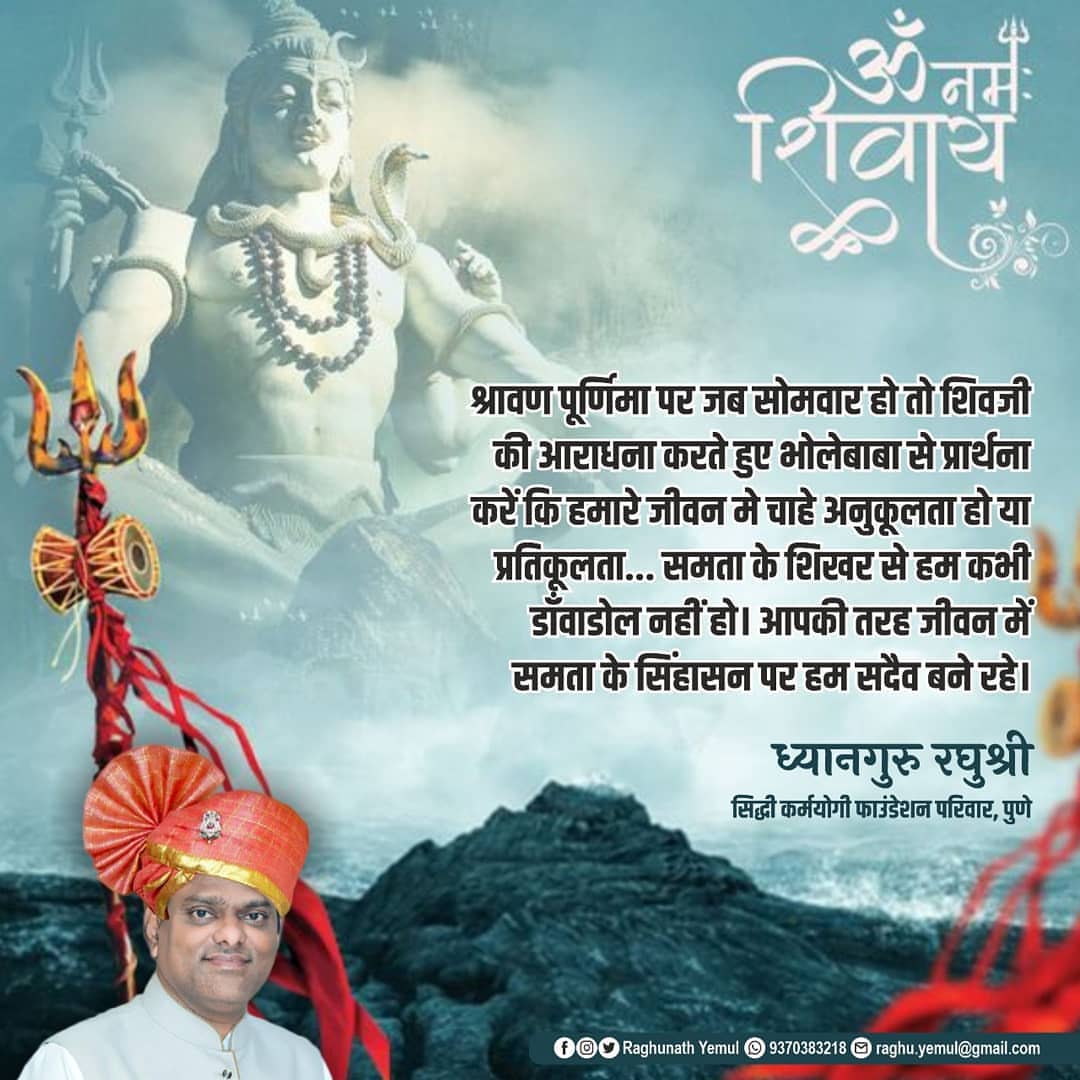 ॐ नमः
शिवाय
श्रावण पूर्णिमा पर जब सोमवार हो तो शिवजी
की आराधना करते हुए भोलेबाबा से प्रार्थना
करें कि हमारे जीवन मे चाहे अनुकूलता हो या
प्रतिकूलता... समता के शिखर से हम कभी
डाँवाडोल नहीं हो। आपकी तरह जीवन में
समता के सिंहासन पर हम सदैव बने रहे।
ध्यानगुरु रघुश्री
सिद्धी कर्मयोगी फाउंडेशन परिवार, पुणे
Raghunath Yemul 9370383218 raghu.yemul@gmail.com